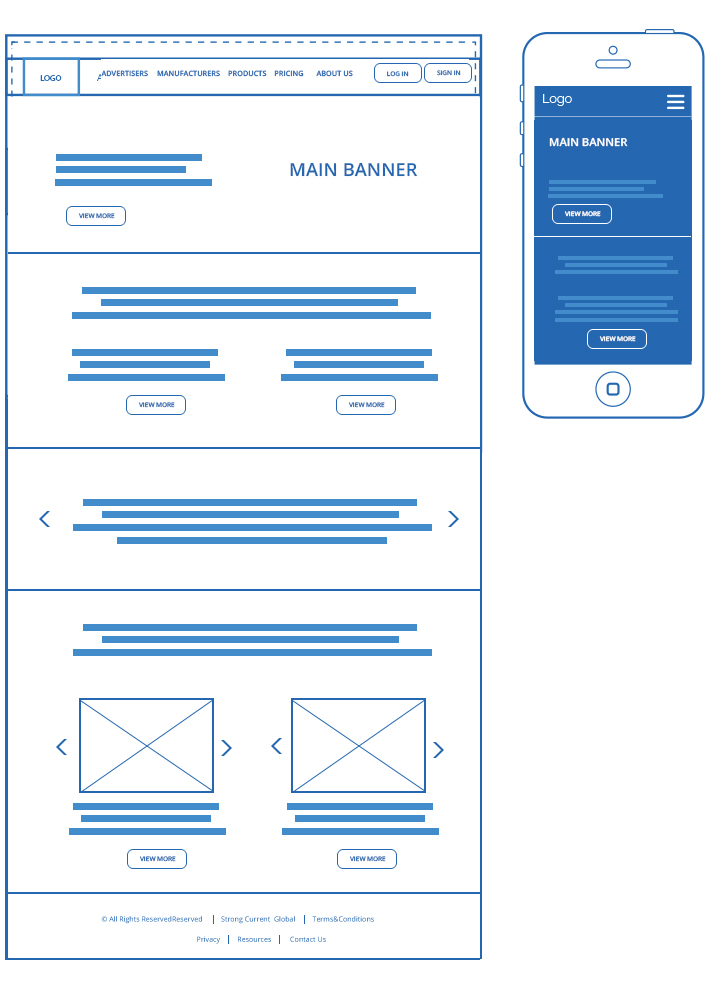 LOGO ADVERTISERS MANUFACTURERS PRODUCTS PRICING ABOUT US LOG IN SIGN IN
MAIN BANNER
VIEW MORE
VIEW MORE VIEW MORE
VIEW MORE VIEW MORE
© All Rights ReservedReserved Strong Current Global Terms&Conditions
Privacy Resources Contact Us
Logo
MAIN BANNER
VIEW MORE
VIEW MORE